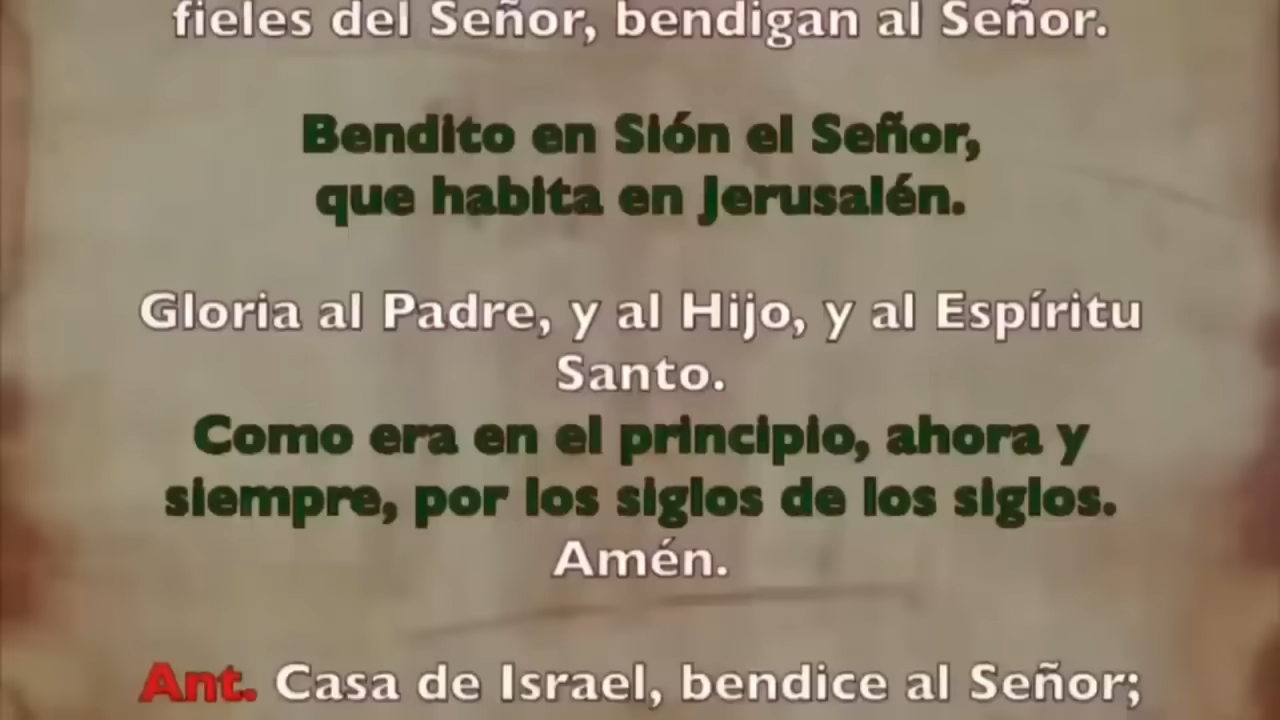 fieles del Señor, bendigan al Señor.
Bendito en Sión el Señor,
que habita en Jerusalén.
Gloria al Padre, y al Hijo, y al Espíritu
Santo.
Como era en el principio, ahora y
siempre, por los siglos de los siglos.
Amén.
Ant. Casa de Israel, bendice al Señor;